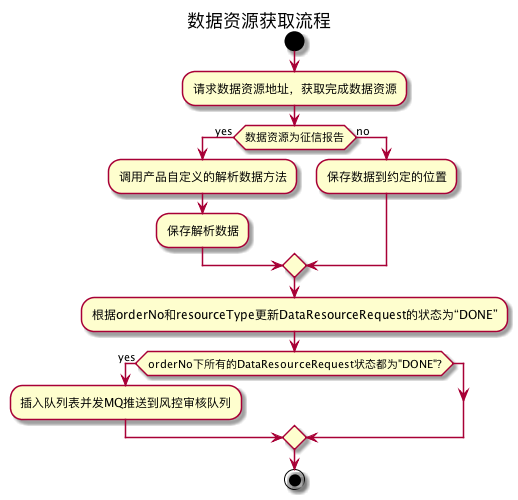 数据资源获取流程
请求数据资源地址，获取完成数据资源
yes
数据资源为征信报告
no
调用产品自定义的解析数据方法
保存数据到约定的位置
保存解析数据
根据orderNo和resourceType更新DataResourceRequest的状态为“DONE”
yes
orderNo下所有的DataResourceRequest状态都为"DONE"?
插入队列表并发MQ推送到风控审核队列